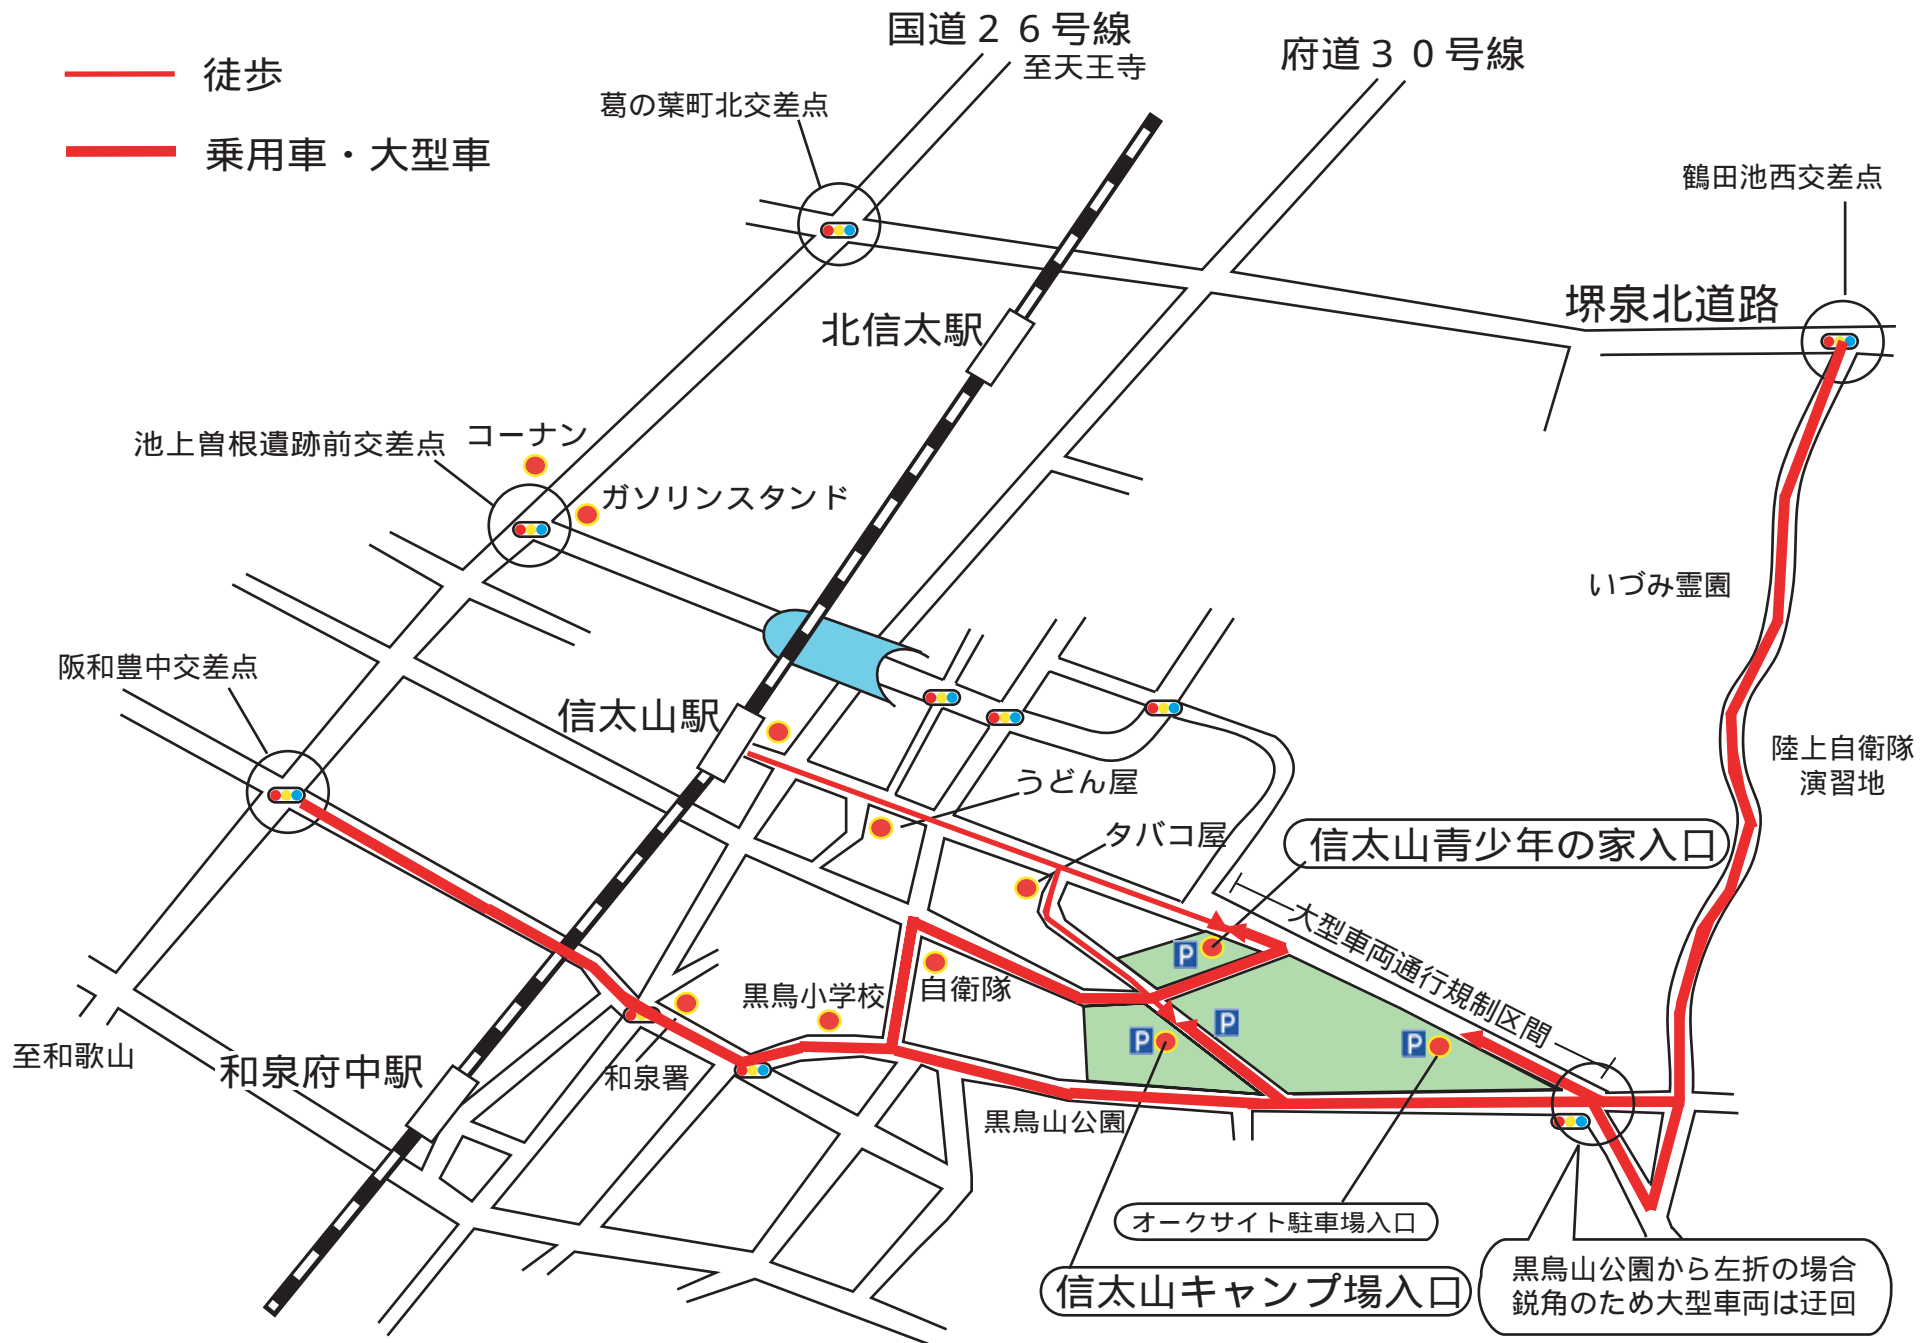 国道２６号線
至天王寺
府道３０号線
徒歩
葛の葉町北交差点
乗用車・大型車
鶴田池西交差点
堺泉北道路
北信太駅
コーナン
池上曽根遺跡前交差点
ガソリンスタンド
いづみ霊園
阪和豊中交差点
信太山駅
陸上自衛隊
演習地
うどん屋
タバコ屋
信太山青少年の家入口
大型車両通行規制区間
P
自衛隊
黒鳥小学校
P
P
P
至和歌山
和泉府中駅
和泉署
黒鳥山公園
オークサイト駐車場入口
信太山キャンプ場入口
黒鳥山公園から左折の場合
鋭角のため大型車両は迂回